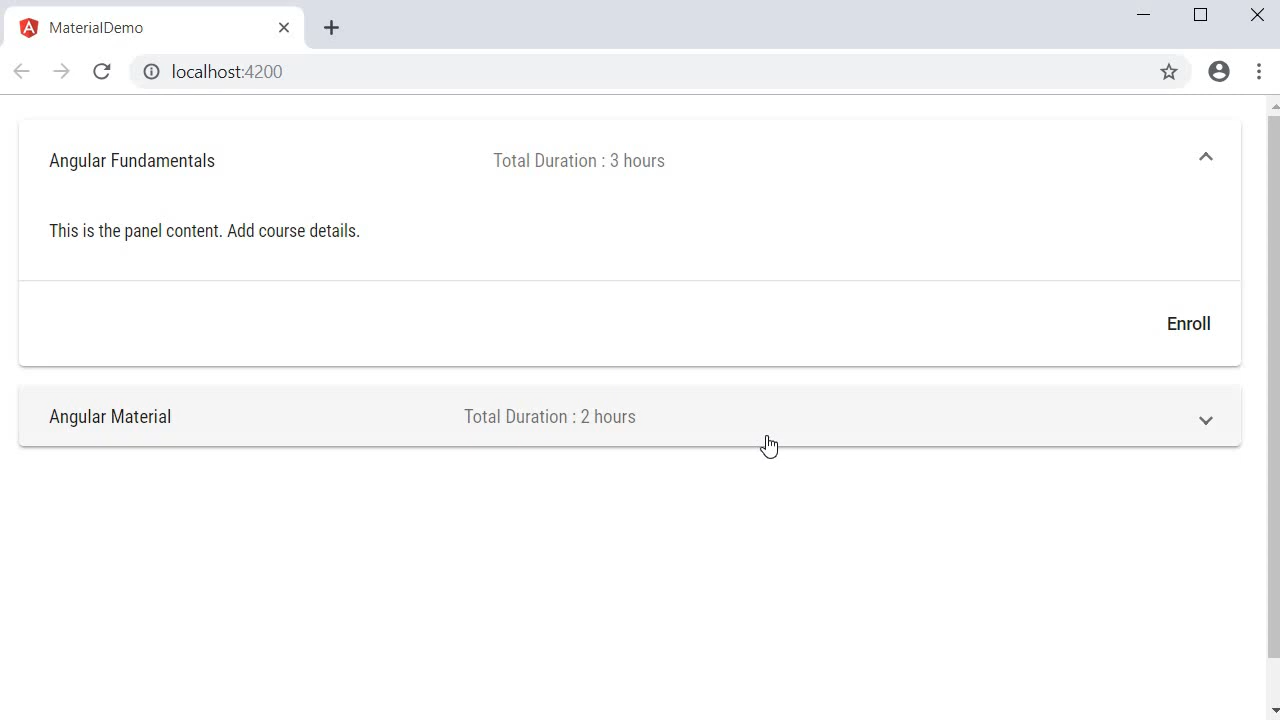 MaterialDemo
localhost:4200
Angular Fundamentals Total Duration : 3 hours
This is the panel content. Add course details.
Enroll
Angular Material Total Duration : 2 hours